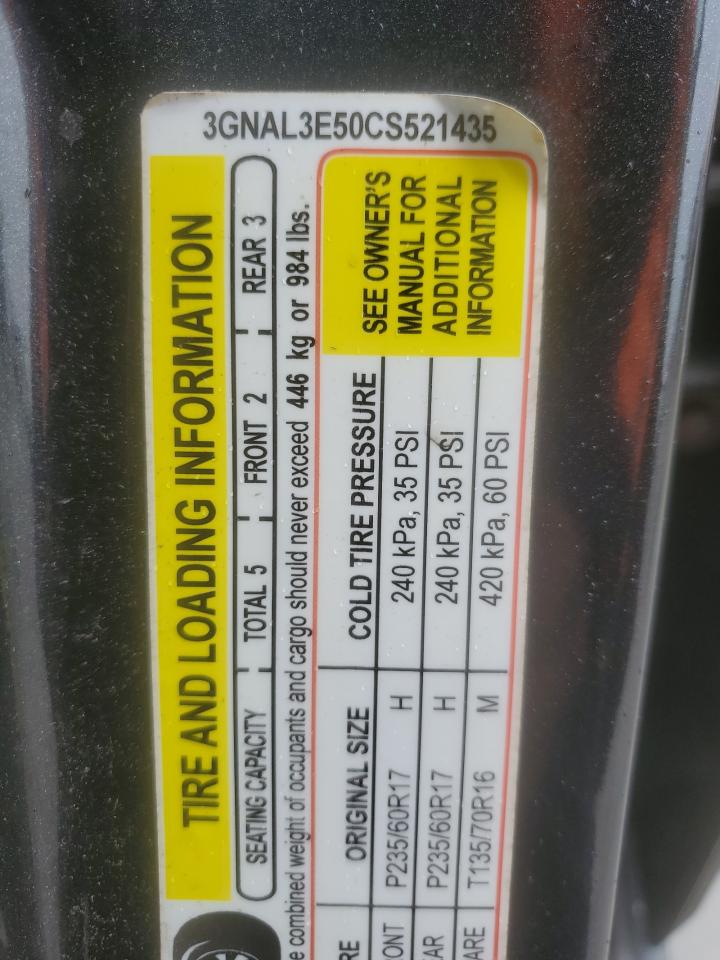 3GNAL3E50CS521435
TIRE AND LOADING INFORMATION
SEATING CAPACITY TOTAL 5 FRONT 2 REAR 3
combined weight of occupants and cargo should never exceed 446 kg or 984 lbs.
ORIGINAL SIZE COLD TIRE PRESSURE
P235/60R17 H 240 kPa, 35 PSI
P235/60R17 H 240 kPa, 35 PSI
T135/70R16 M 420 kPa, 60 PSI
SEE OWNER'S
MANUAL FOR
ADDITIONAL
INFORMATION